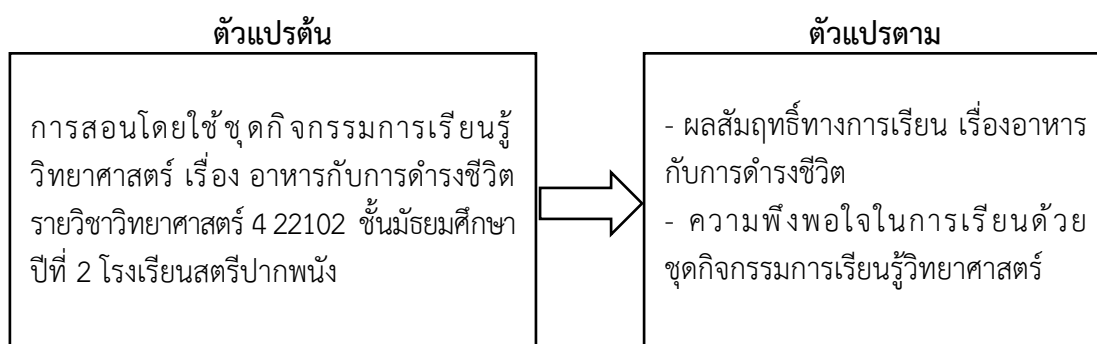 ตัวแปรต้น
การสอนโดยใช้ชุดกิจกรรมการเรียนรู้
วิทยาศาสตร์ เรื่อง อาหารกับการดำรงชีวิต
รายวิชาวิทยาศาสตร์ 4 22102 ชั้นมัธยมศึกษา
ปีที่ 2 โรงเรียนสตรีปากพนัง
ตัวแปรตาม
- ผลสัมฤทธิ์ทางการเรียน เรื่องอาหาร
กับการดำรงชีวิต
- ความพึงพอใจในการเรียนด้วย
ชุดกิจกรรมการเรียนรู้วิทยาศาสตร์